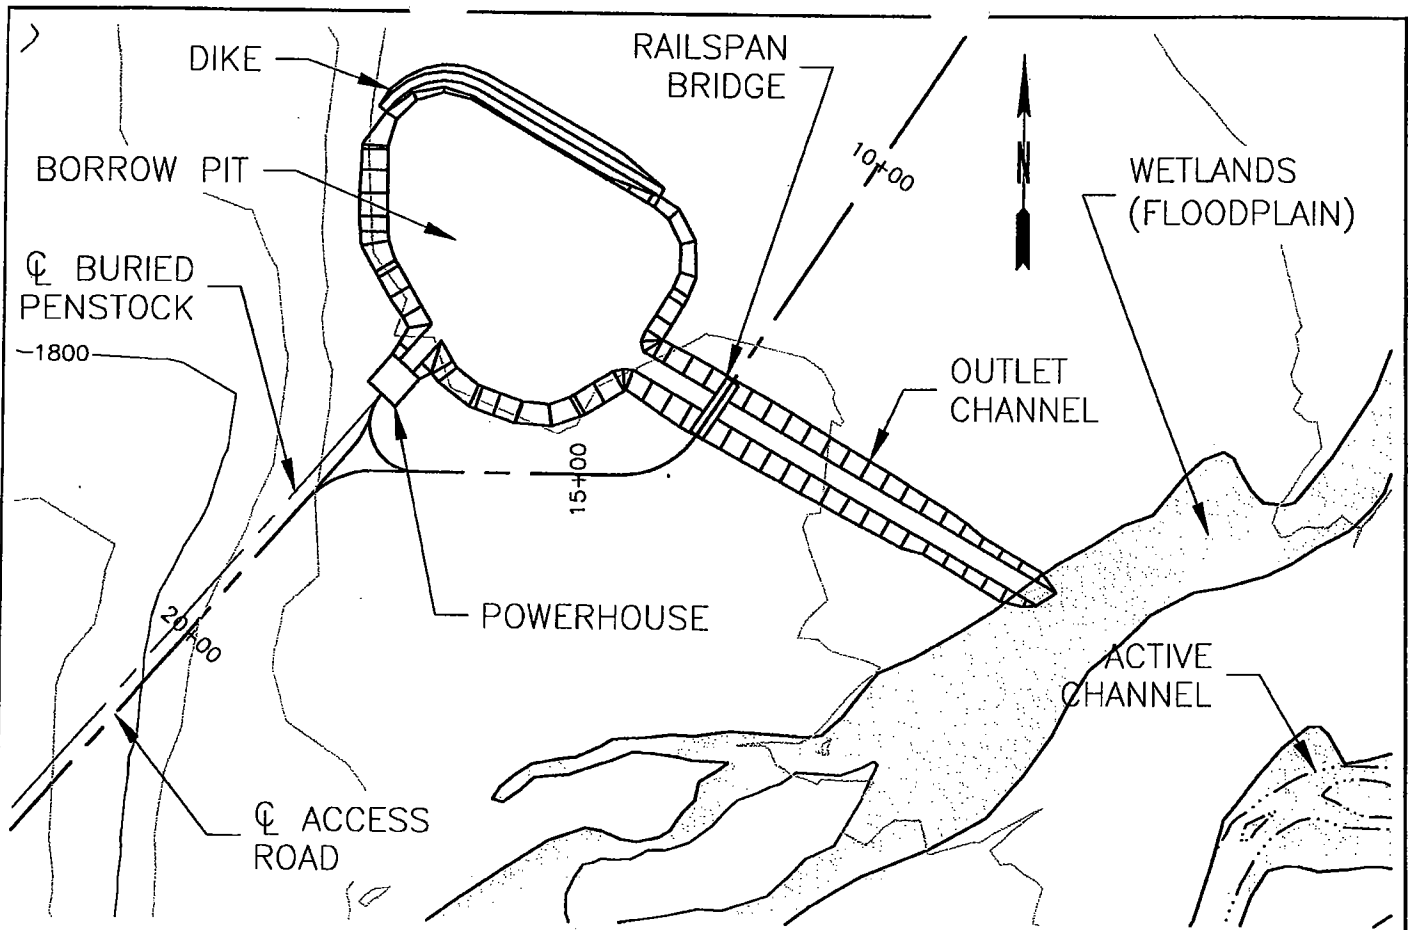 DIKE
RAILSPAN
BRIDGE
BORROW PIT
10+00
N
WETLANDS
(FLOODPLAIN)
℄ BURIED
PENSTOCK
1800
OUTLET
CHANNEL
15+00
POWERHOUSE
20+00
ACTIVE
CHANNEL
℄ ACCESS
ROAD